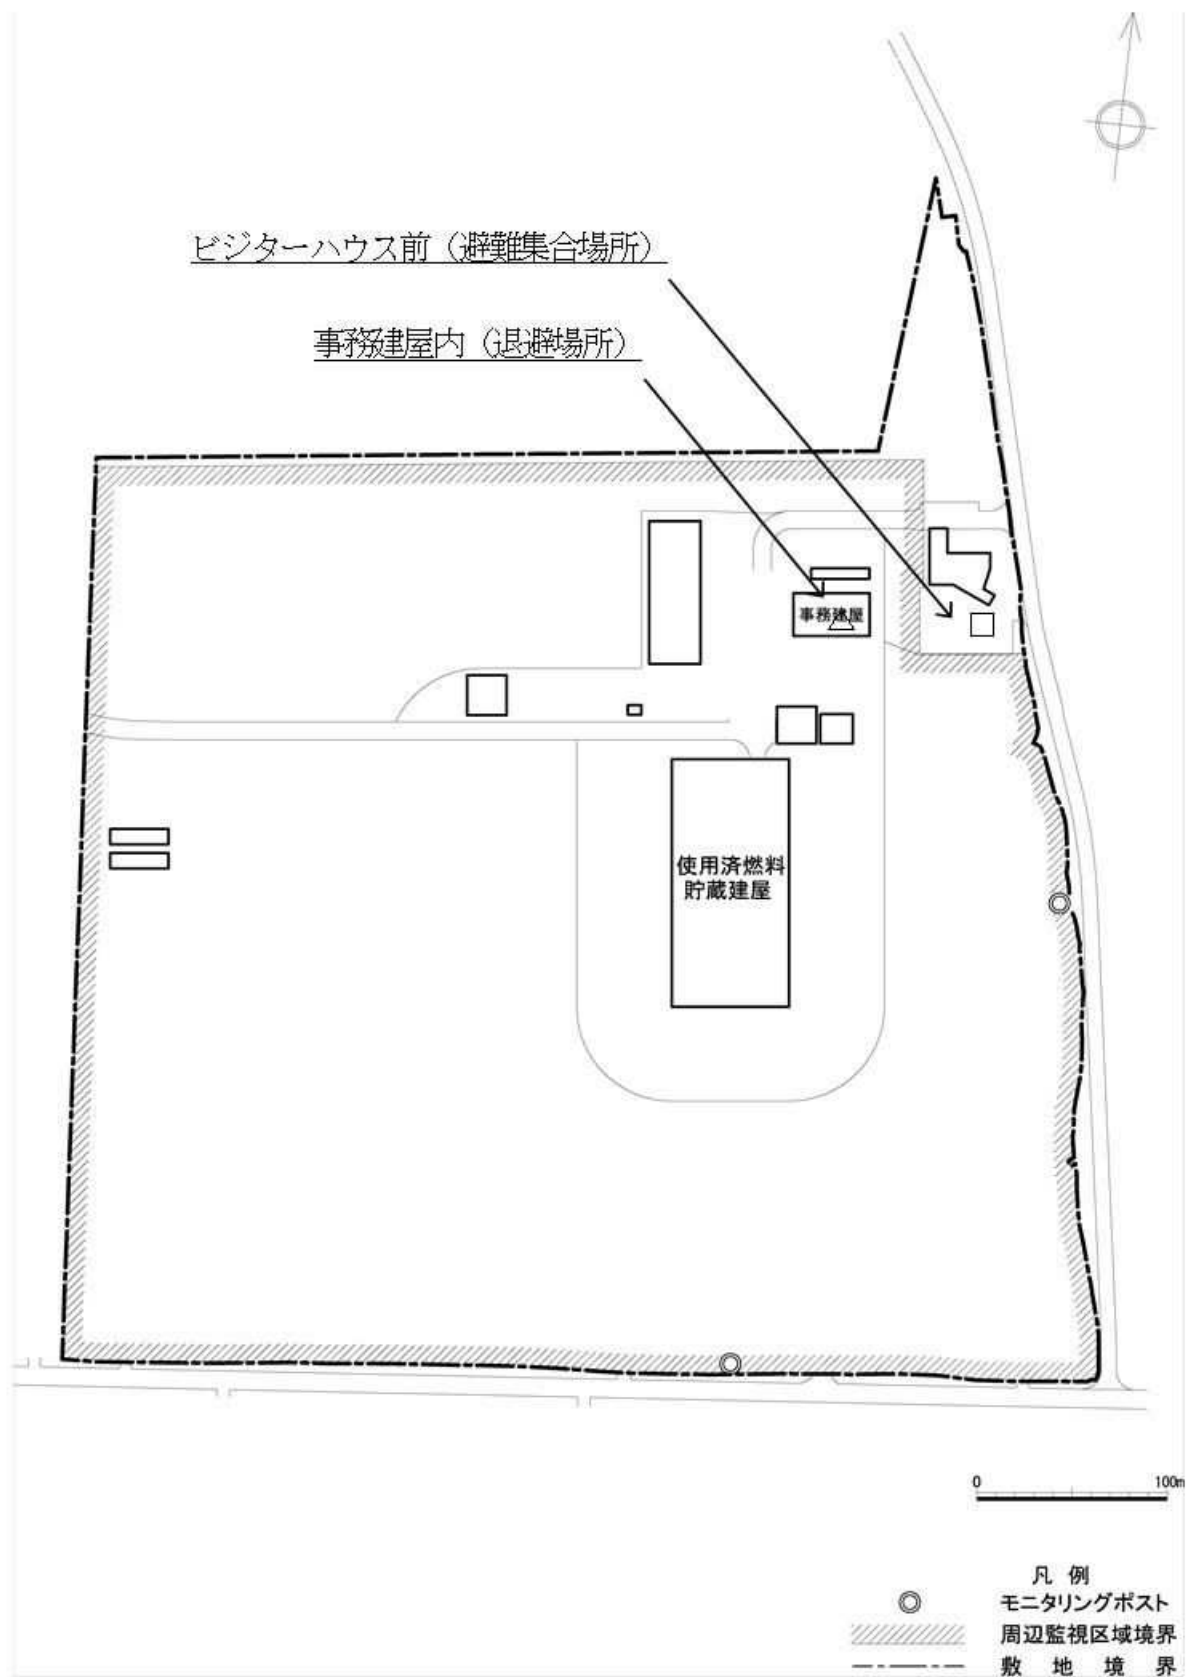 ビジターハウス前（避難集合場所）
事務建屋内（退避場所）
事務建屋
使用済燃料
貯蔵建屋
0 100m
凡 例
モニタリングポスト
周辺監視区域境界
敷 地 境 界